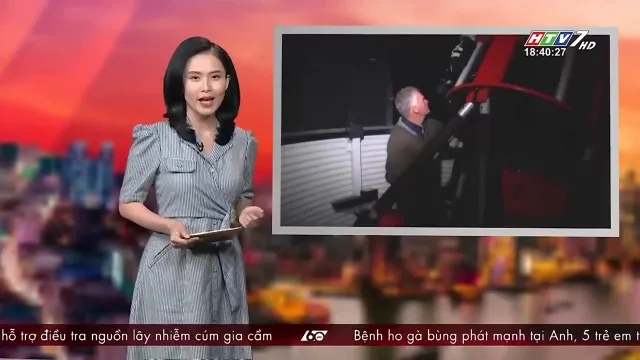 HTV7 HD
18:40:27
hỗ trợ điều tra nguồn lây nhiễm cúm gia cầm 60 Bệnh ho gà bùng phát mạnh tại Anh, 5 trẻ em t